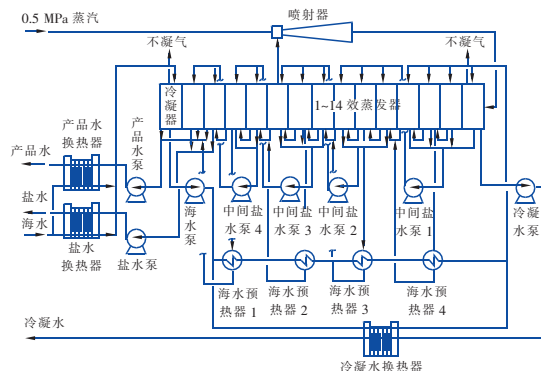 0.5 MPa 蒸汽
喷射器
不凝气
不凝气
冷
凝
器
1~14 效蒸发器
产品水
换热器
产
品
水
泵
产品水
盐水
海水
盐水
换热器
盐水泵
海
水
泵
中间盐
水泵 4
中间盐
水泵 3
中间盐
水泵 2
中间盐
水泵 1
冷凝
水泵
海水预
热器 1
海水预
热器 2
海水预
热器 3
海水预
热器 4
冷凝水
冷凝水换热器